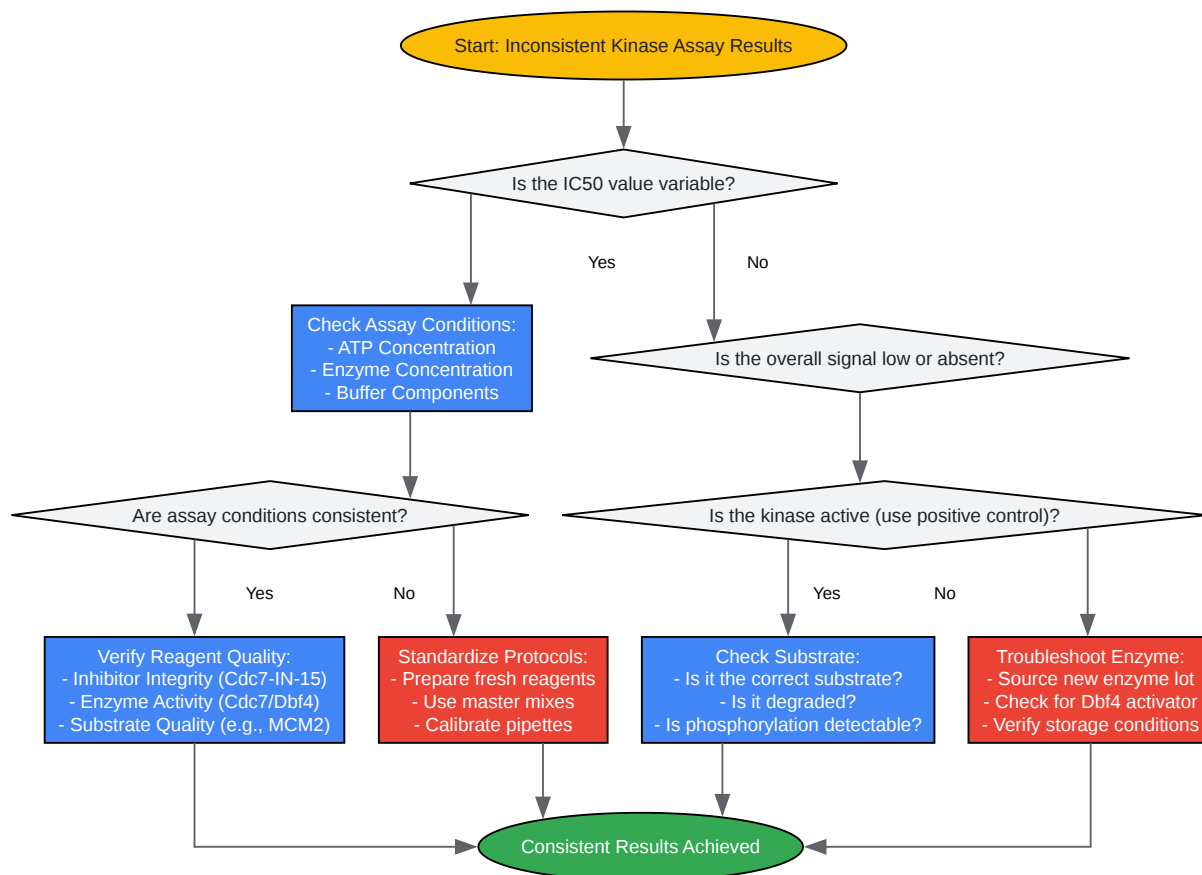 Start: Inconsistent Kinase Assay Results
Is the IC50 value variable?
Yes
No
Check Assay Conditions:
- ATP Concentration
- Enzyme Concentration
- Buffer Components
Is the overall signal low or absent?
Are assay conditions consistent?
Is the kinase active (use positive control)?
Yes
No
Yes
No
Verify Reagent Quality:
- Inhibitor Integrity (Cdc7-IN-15)
- Enzyme Activity (Cdc7/Dbf4)
- Substrate Quality (e.g., MCM2)
Standardize Protocols:
- Prepare fresh reagents
- Use master mixes
- Calibrate pipettes
Check Substrate:
- Is it the correct substrate?
- Is it degraded?
- Is phosphorylation detectable?
Troubleshoot Enzyme:
- Source new enzyme lot
- Check for Dbf4 activator
- Verify storage conditions
Consistent Results Achieved